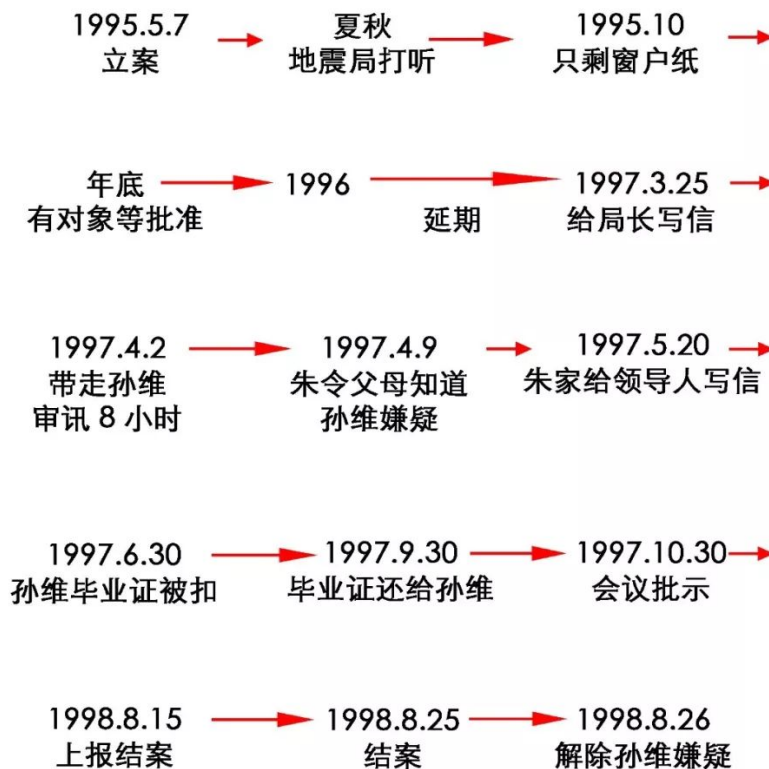 1995.5.7 夏秋 1995.10
立案 地震局打听 只剩窗户纸
年底 1996 1997.3.25
有对象等批准 延期 给局长写信
1997.4.2 1997.4.9 1997.5.20
带走孙维 朱令父母知道 朱家给领导人写信
审讯 8 小时 孙维嫌疑
1997.6.30 1997.9.30 1997.10.30
孙维毕业证被扣 毕业证还给孙维 会议批示
1998.8.15 1998.8.25 1998.8.26
上报结案 结案 解除孙维嫌疑